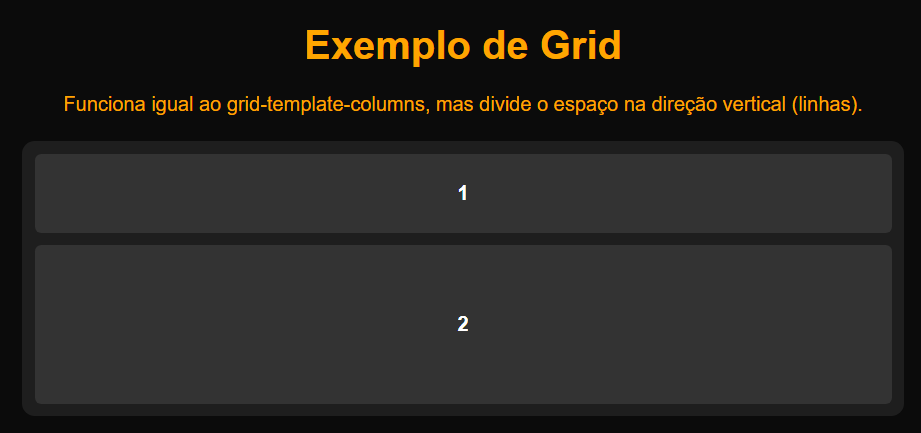 Exemplo de Grid
Funciona igual ao grid-template-columns, mas divide o espaço na direção vertical (linhas).
1
2